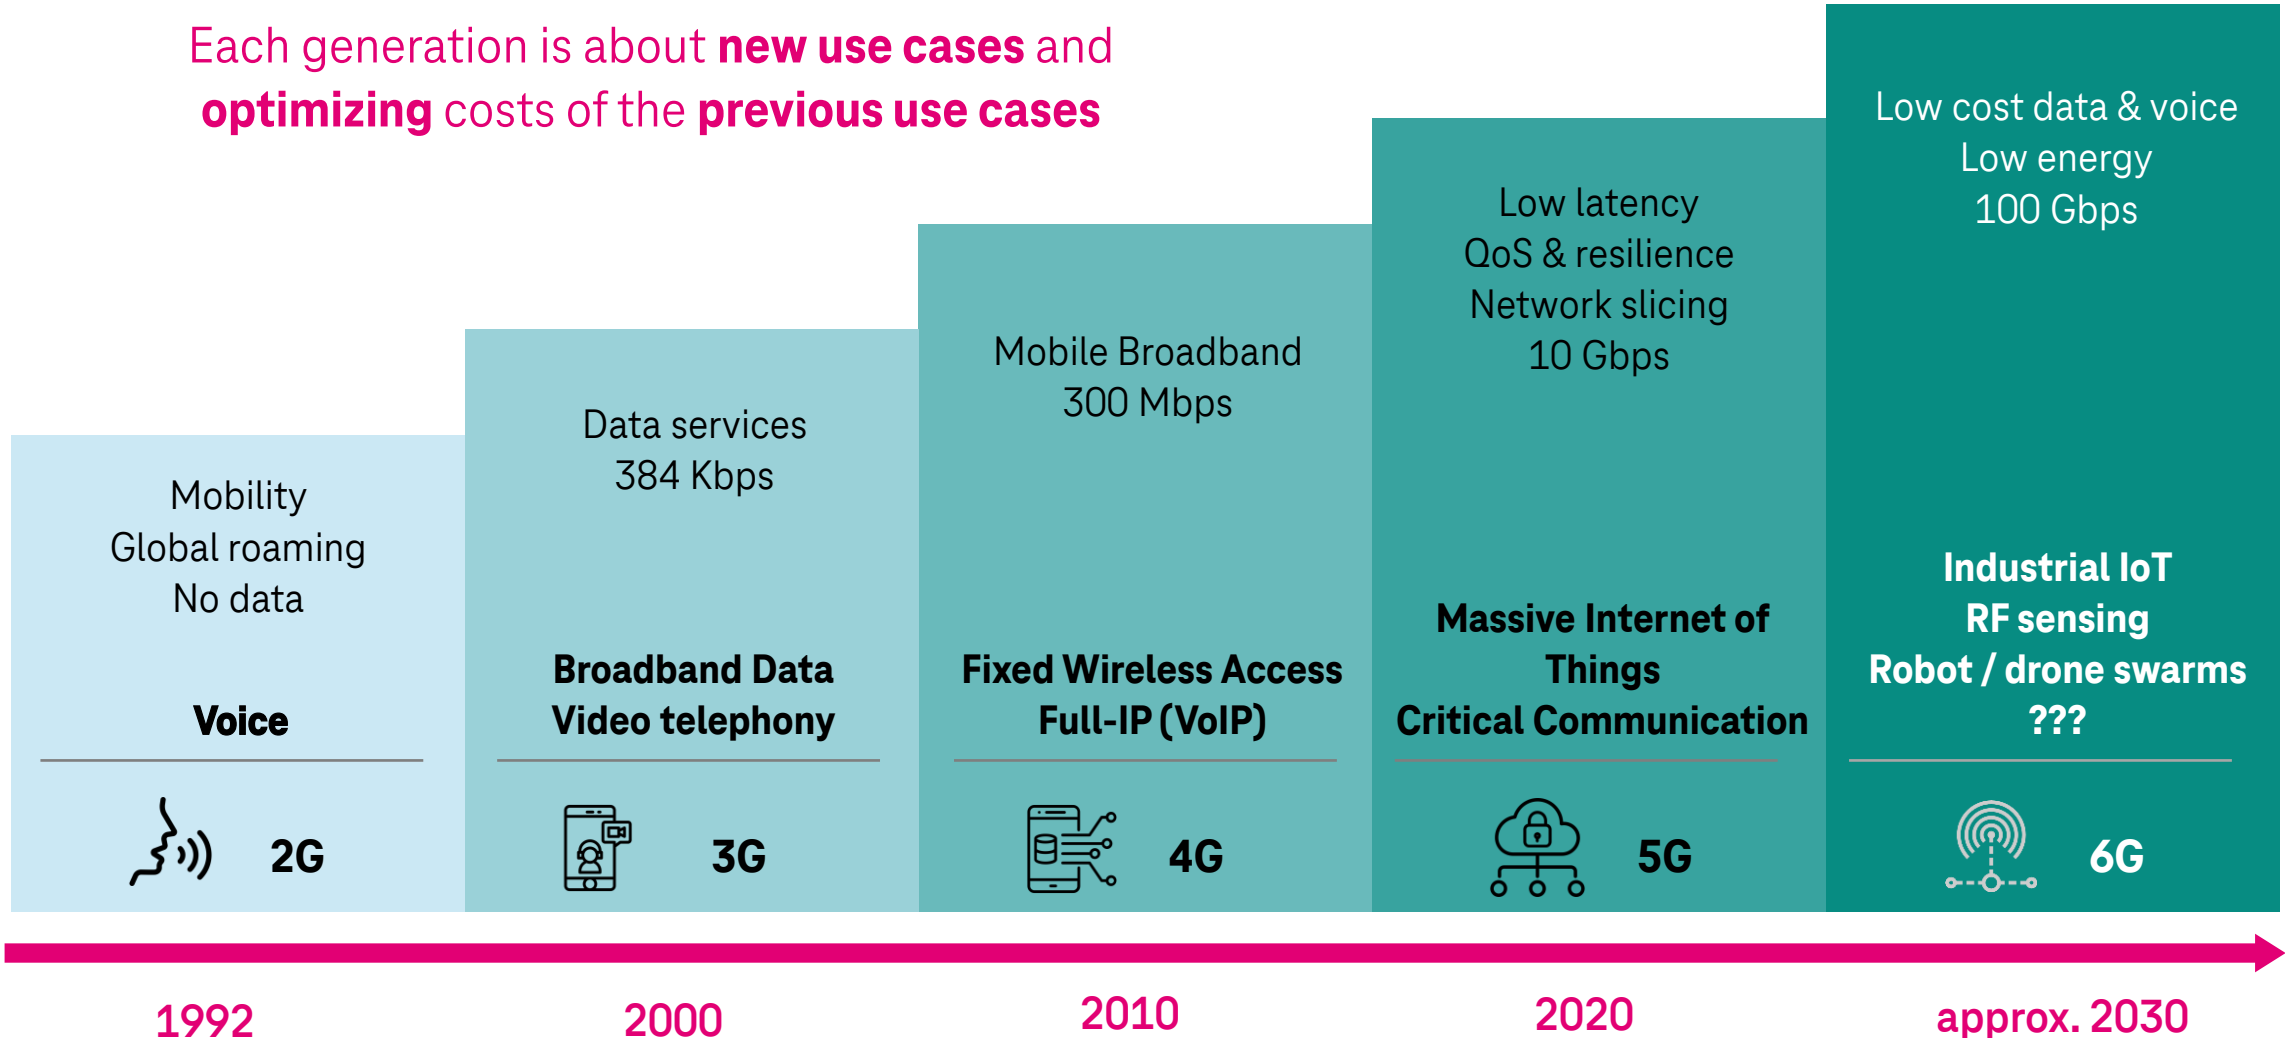 Each generation is about new use cases and
optimizing costs of the previous use cases
Mobility
Global roaming
No data
Voice
2G
Data services
384 Kbps
Broadband Data
Video telephony
3G
Mobile Broadband
300 Mbps
Fixed Wireless Access
Full-IP (VoIP)
4G
Low latency
QoS & resilience
Network slicing
10 Gbps
Massive Internet of
Things
Critical Communication
5G
Low cost data & voice
Low energy
100 Gbps
Industrial IoT
RF sensing
Robot / drone swarms
???
6G
1992
2000
2010
2020
approx. 2030